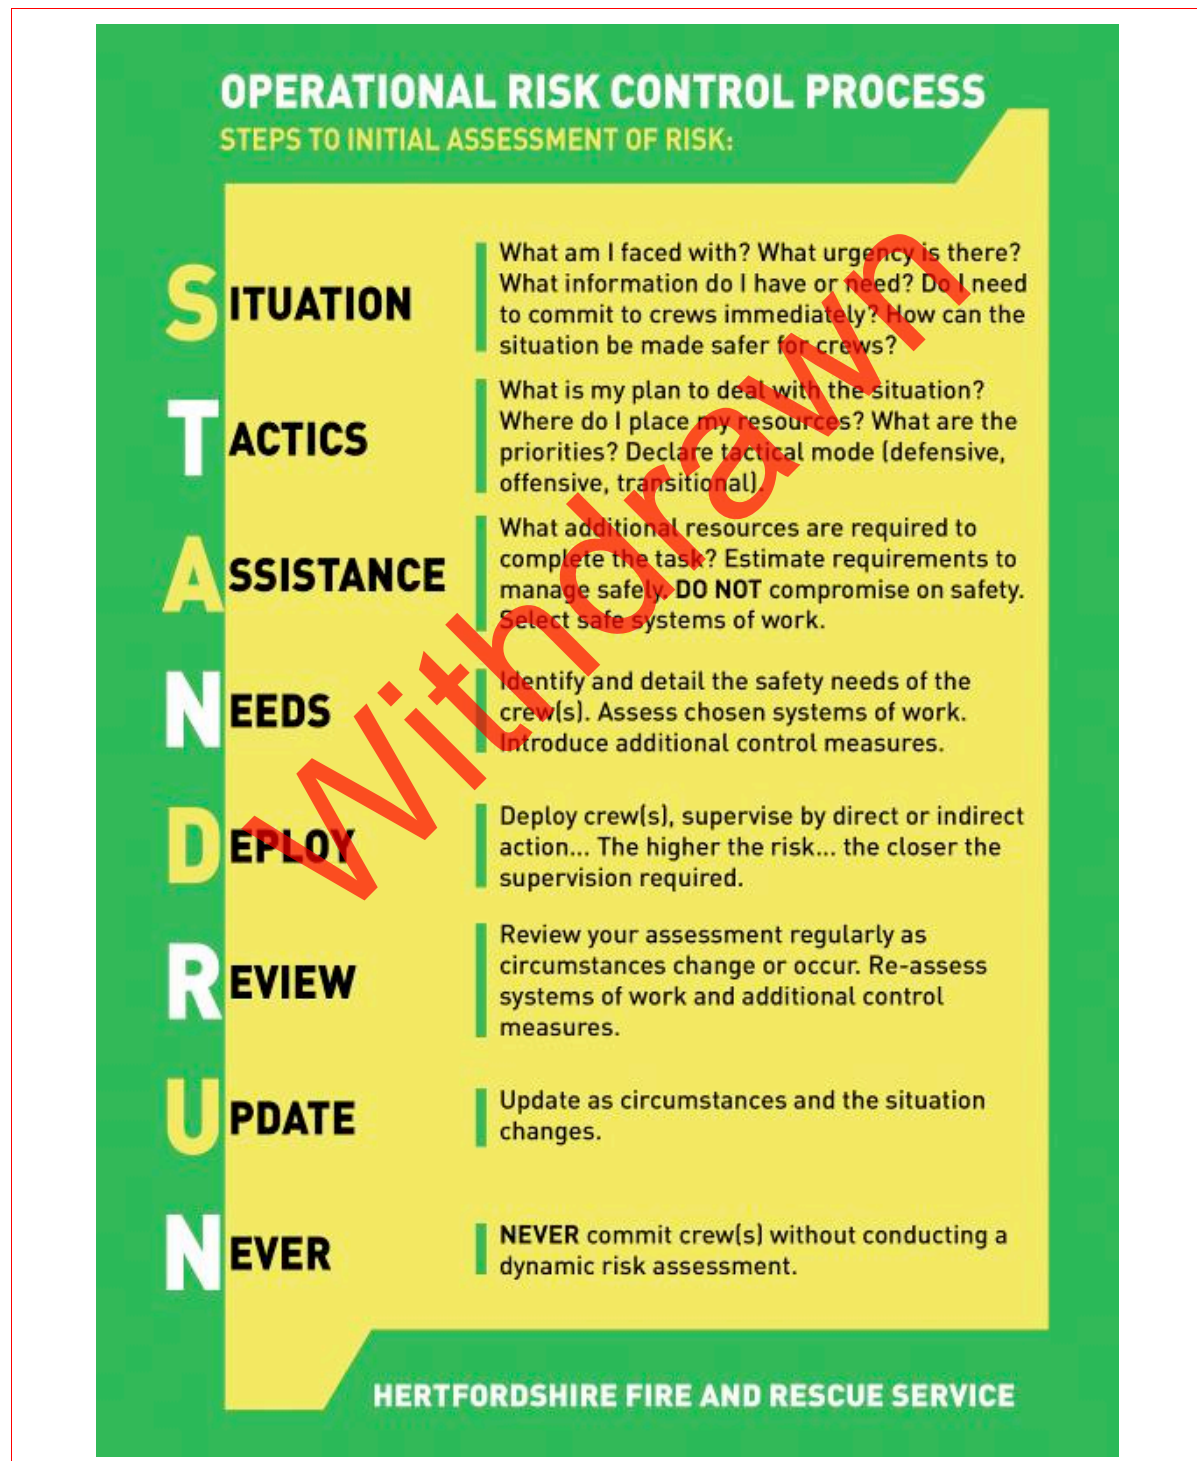 OPERATIONAL RISK CONTROL PROCESS
STEPS TO INITIAL ASSESSMENT OF RISK:
SITUATION
What am I faced with? What urgency is there?
What information do I have or need? Do I need
to commit to crews immediately? How can the
situation be made safer for crews?
TACTICS
What is my plan to deal with the situation?
Where do I place my resources? What are the
priorities? Declare tactical mode (defensive,
offensive, transitional).
ASSISTANCE
What additional resources are required to
complete the task? Estimate requirements to
manage safely. DO NOT compromise on safety.
Select safe systems of work.
NEEDS
Identify and detail the safety needs of the
crew(s). Assess chosen systems of work.
Introduce additional control measures.
DEPLOY
Deploy crew(s), supervise by direct or indirect
action... The higher the risk... the closer the
supervision required.
REVIEW
Review your assessment regularly as
circumstances change or occur. Re-assess
systems of work and additional control
measures.
UPDATE
Update as circumstances and the situation
changes.
NEVER
NEVER commit crew(s) without conducting a
dynamic risk assessment.
HERTFORDSHIRE FIRE AND RESCUE SERVICE
Withdrawn